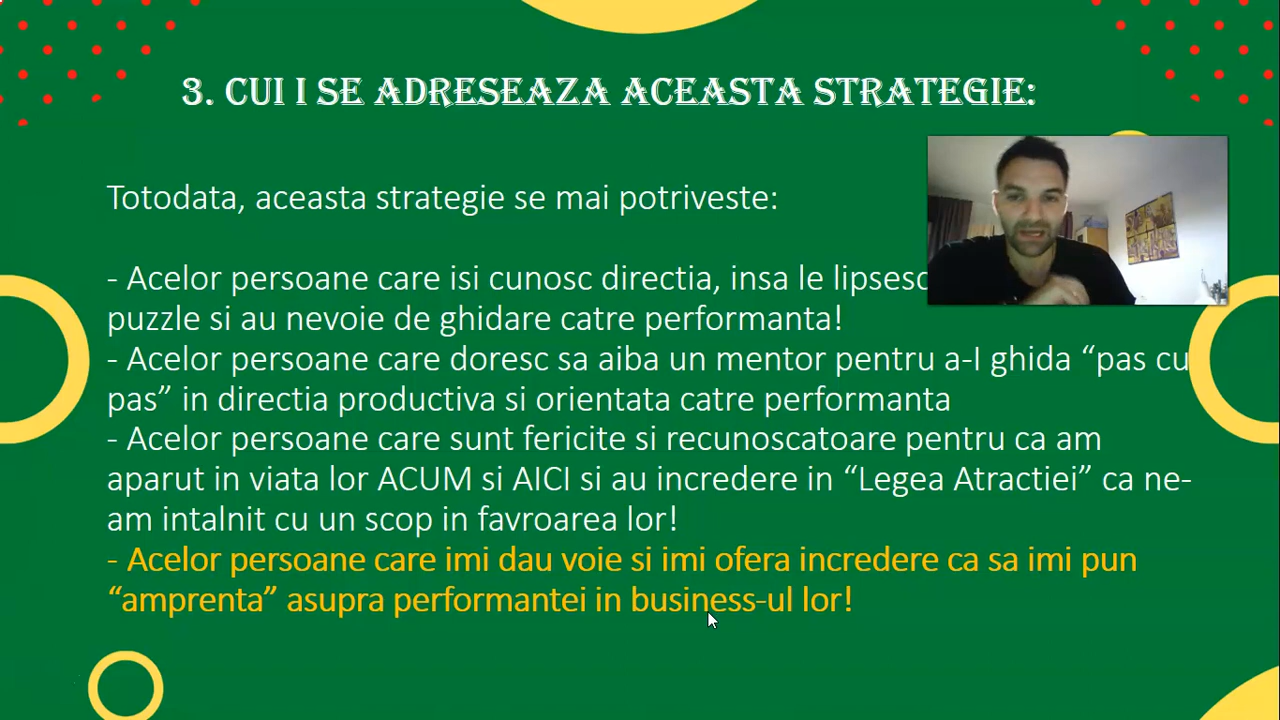 3. CUI I SE ADRESEAZA ACEASTA STRATEGIE:
Totodata, aceasta strategie se mai potriveste:
- Acelor persoane care isi cunosc directia, insa le lipsesc
puzzle si au nevoie de ghidare catre performanta!
- Acelor persoane care doresc sa aiba un mentor pentru a-I ghida “pas cu
pas” in directia productiva si orientata catre performanta
- Acelor persoane care sunt fericite si recunoscatoare pentru ca am
aparut in viata lor ACUM si AICI si au incredere in “Legea Atractiei” ca ne-
am intalnit cu un scop in favroarea lor!
- Acelor persoane care imi dau voie si imi ofera incredere ca sa imi pun
“amprenta” asupra performantei in business-ul lor!